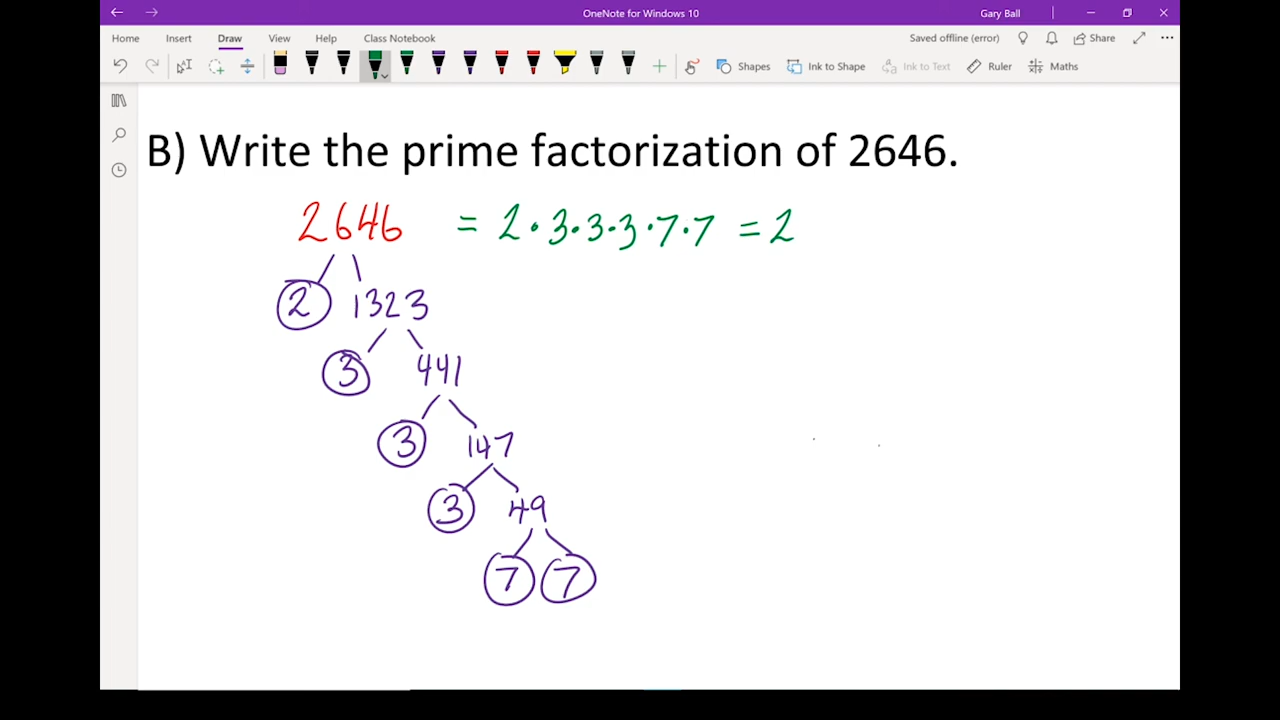 OneNote for Windows 10
Gary Ball
Home Insert Draw View Help Class Notebook
Saved offline (error) Share
Shapes Ink to Shape Ink to Text Ruler Maths
B) Write the prime factorization of 2646.
2646 = 2·3·3·3·7·7 = 2
2 1323
3 441
3 147
3 49
7 7